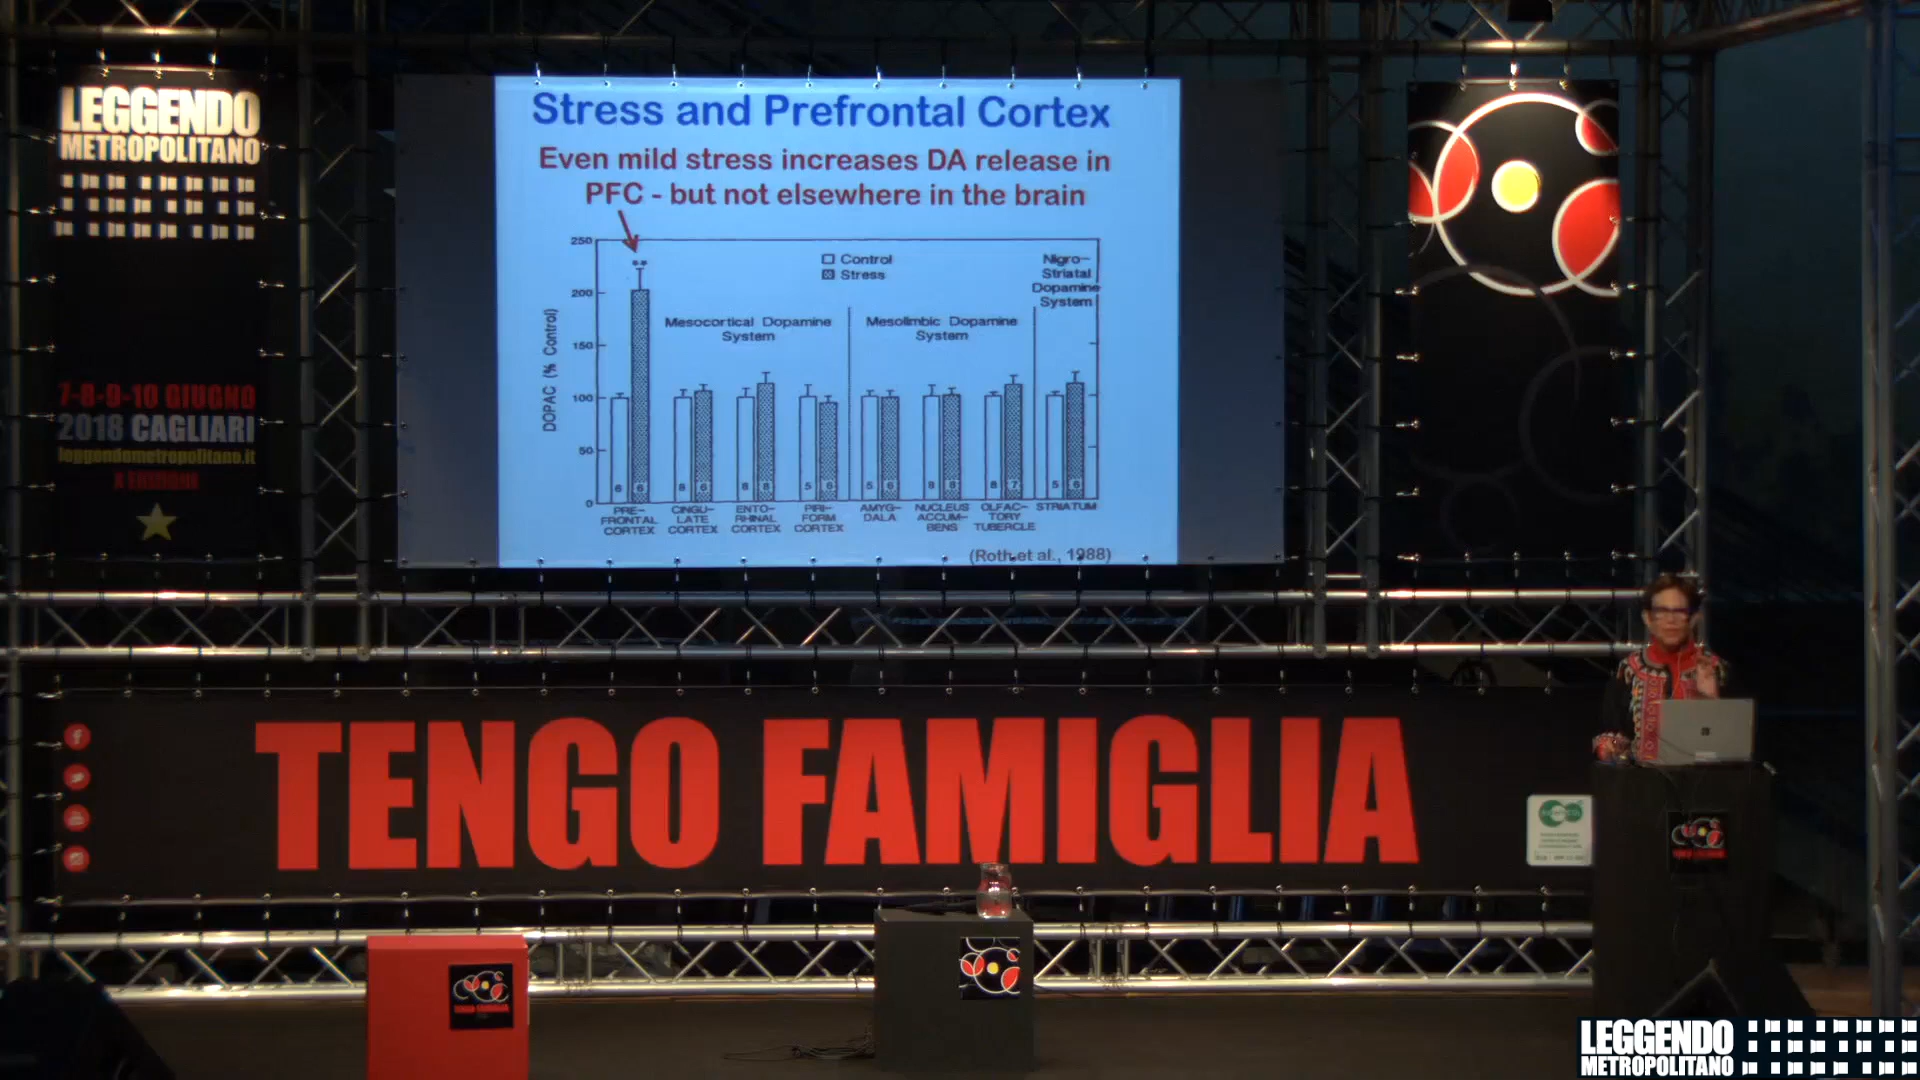 LEGGENDO
METROPOLITANO
7-8-9-10 GIUGNO
2018 CAGLIARI
leggendometropolitano.it
X EDIZIONE
Stress and Prefrontal Cortex
Even mild stress increases DA release in
PFC - but not elsewhere in the brain
DOPAC (% Control)
250
200
150
100
50
0
Control
Stress
Mesocortical Dopamine
System
Mesolimbic Dopamine
System
Nigro-
Striatal
Dopamine
System
PRE-
FRONTAL
CORTEX
CINGU-
LATE
CORTEX
ENTO-
RHINAL
CORTEX
PIRI-
FORM
CORTEX
AMYG-
DALA
NUCLEUS
ACCUM-
BENS
OLFAC-
TORY
TUBERCLE
STRIATUM
(Roth et al., 1988)
TENGO FAMIGLIA
TENGO FAMIGLIA
LEGGENDO
METROPOLITANO